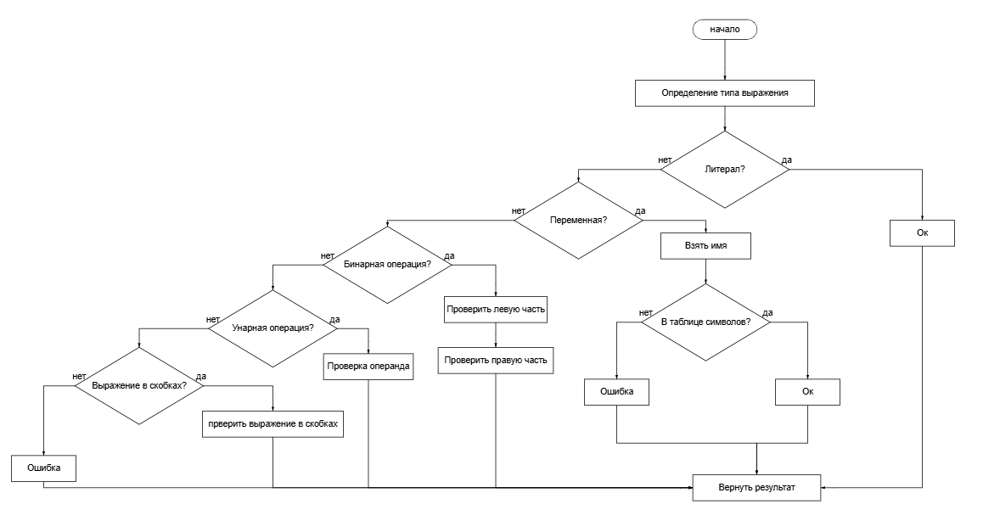 начало
Определение типа выражения
нет
Литерал?
да
нет
Переменная?
да
Ок
Взять имя
нет
Бинарная операция?
да
Проверить левую часть
нет
В таблице символов?
да
нет
Унарная операция?
да
Проверить правую часть
Проверка операнда
нет
Выражение в скобках?
да
Ошибка
Ок
прверить выражение в скобках
Ошибка
Вернуть результат